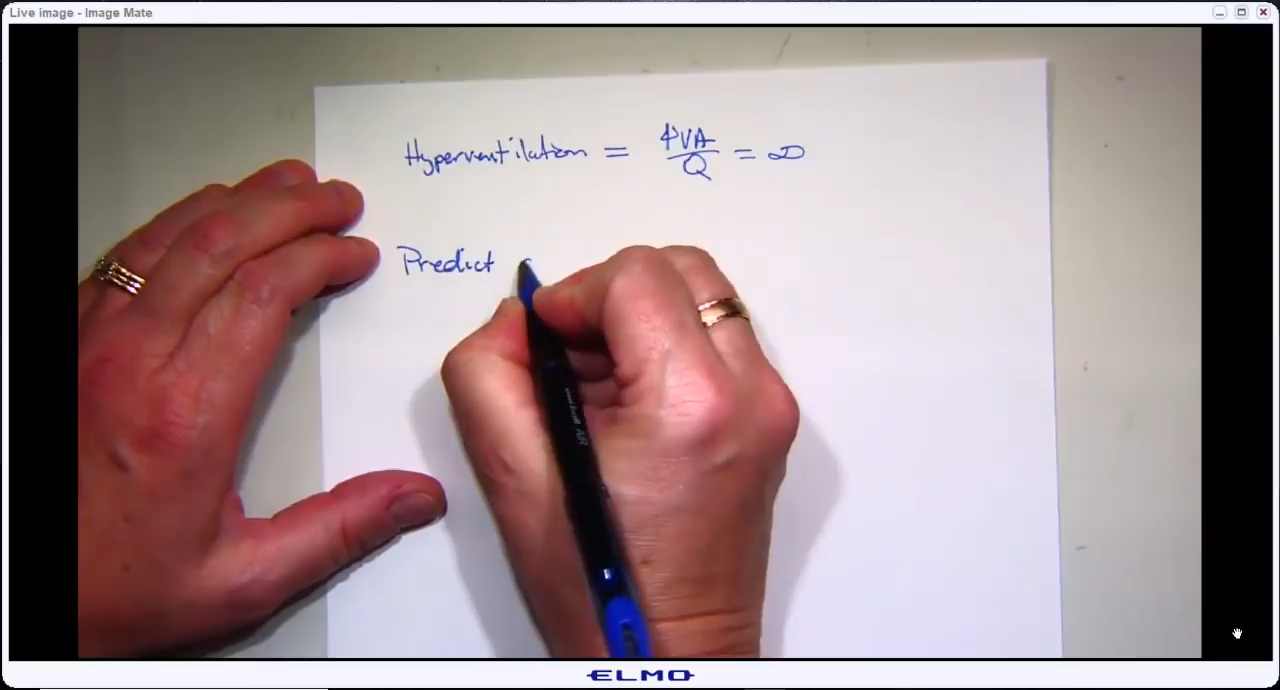 Live image - Image Mate
Hyperventilation = ↑VA/Q = ∞
Predict
ELMO